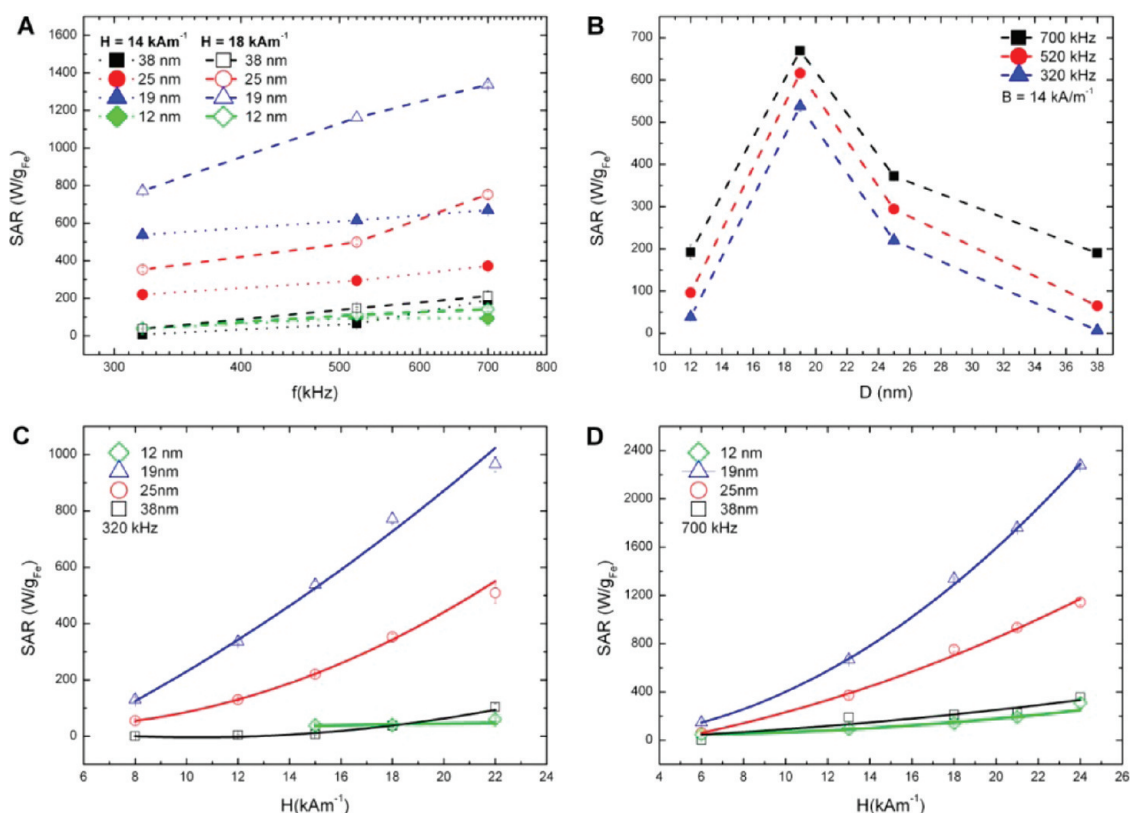 A
H = 14 kAm⁻¹ H = 18 kAm⁻¹
38 nm 38 nm
25 nm 25 nm
19 nm 19 nm
12 nm 12 nm
SAR (W/g_Fe)
1600
1400
1200
1000
800
600
400
200
0
300 400 500 600 700 800
f(kHz)
B
700 kHz
520 kHz
320 kHz
B = 14 kA/m⁻¹
SAR (W/g_Fe)
700
600
500
400
300
200
100
0
10 12 14 16 18 20 22 24 26 28 30 32 34 36 38
D (nm)
C
12 nm
19nm
25nm
38nm
320 kHz
SAR (W/g_Fe)
1000
800
600
400
200
0
6 8 10 12 14 16 18 20 22 24
H(kAm⁻¹)
D
12 nm
19nm
25nm
38nm
700 kHz
SAR (W/g_Fe)
2400
2000
1600
1200
800
400
0
4 6 8 10 12 14 16 18 20 22 24 26
H(kAm⁻¹)